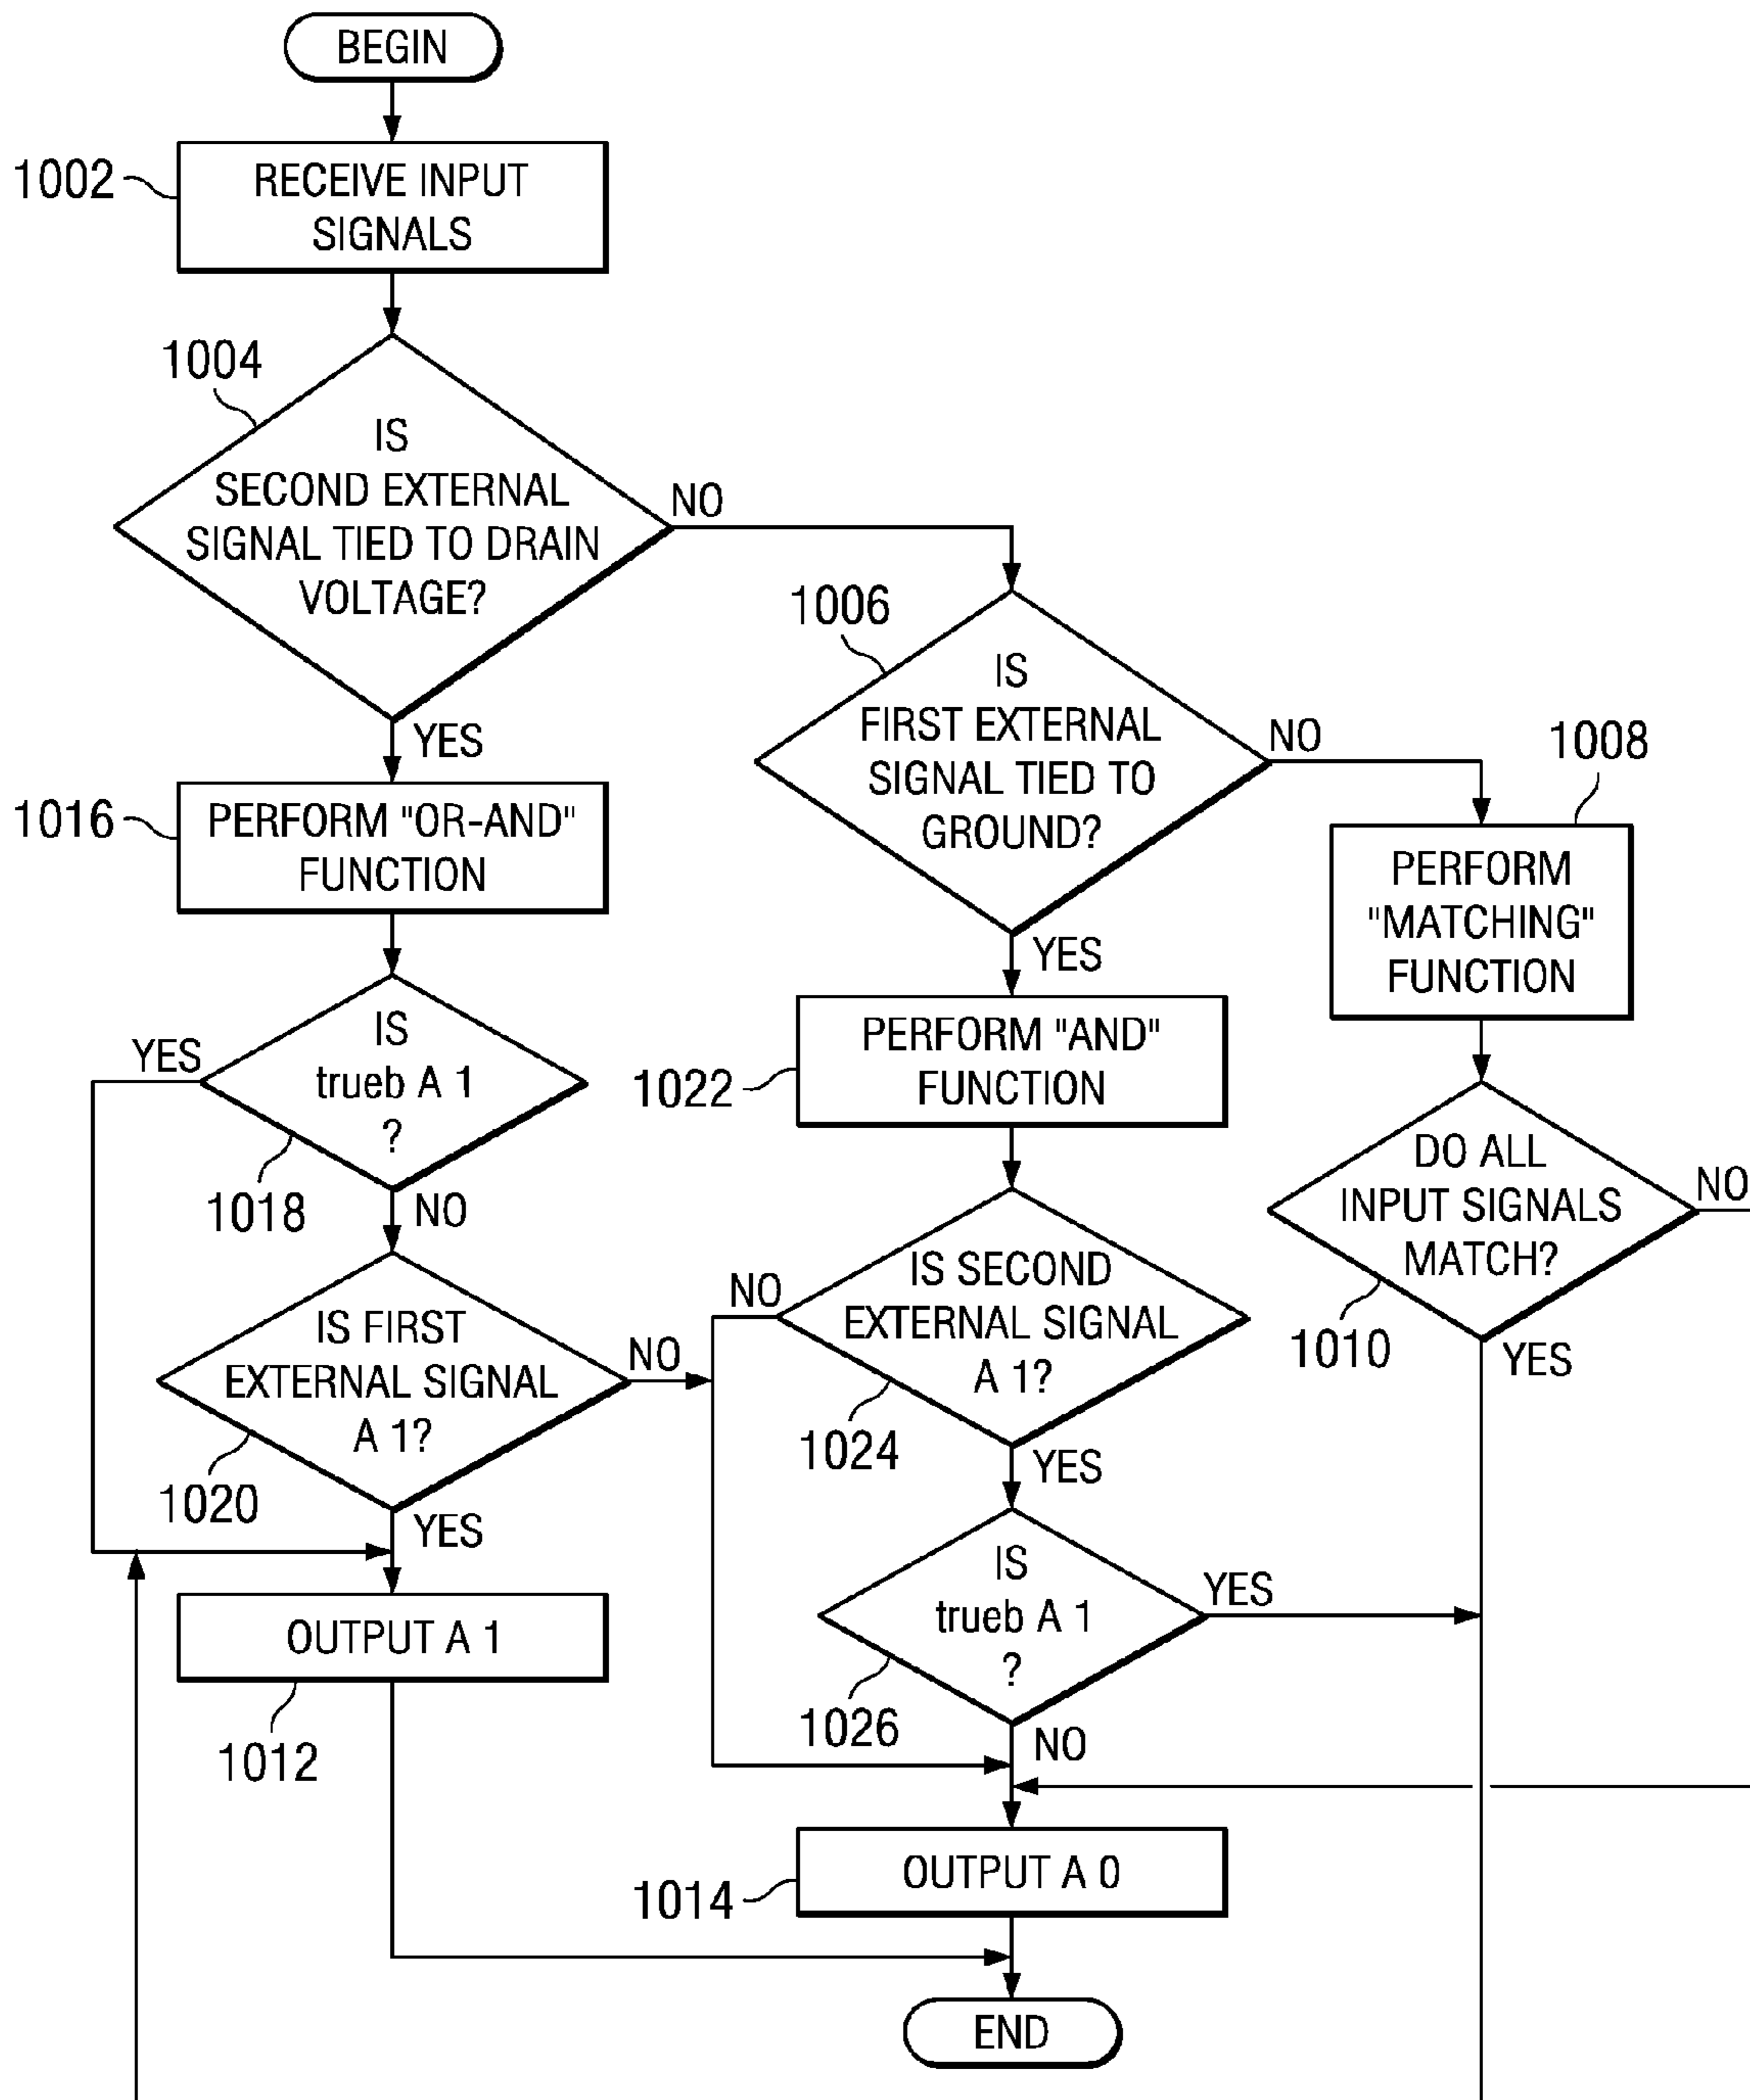 BEGIN
1002
RECEIVE INPUT
SIGNALS
1004
IS
SECOND EXTERNAL
SIGNAL TIED TO DRAIN
VOLTAGE?
NO
YES
1006
IS
FIRST EXTERNAL
SIGNAL TIED TO
GROUND?
NO
YES
1008
PERFORM
"MATCHING"
FUNCTION
1016
PERFORM "OR-AND"
FUNCTION
1018
IS
trueb A 1
?
YES
NO
1022
PERFORM "AND"
FUNCTION
1010
DO ALL
INPUT SIGNALS
MATCH?
NO
YES
1020
IS FIRST
EXTERNAL SIGNAL
A 1?
NO
YES
1024
IS SECOND
EXTERNAL SIGNAL
A 1?
NO
YES
1026
IS
trueb A 1
?
YES
NO
OUTPUT A 1
1012
OUTPUT A 0
1014
END